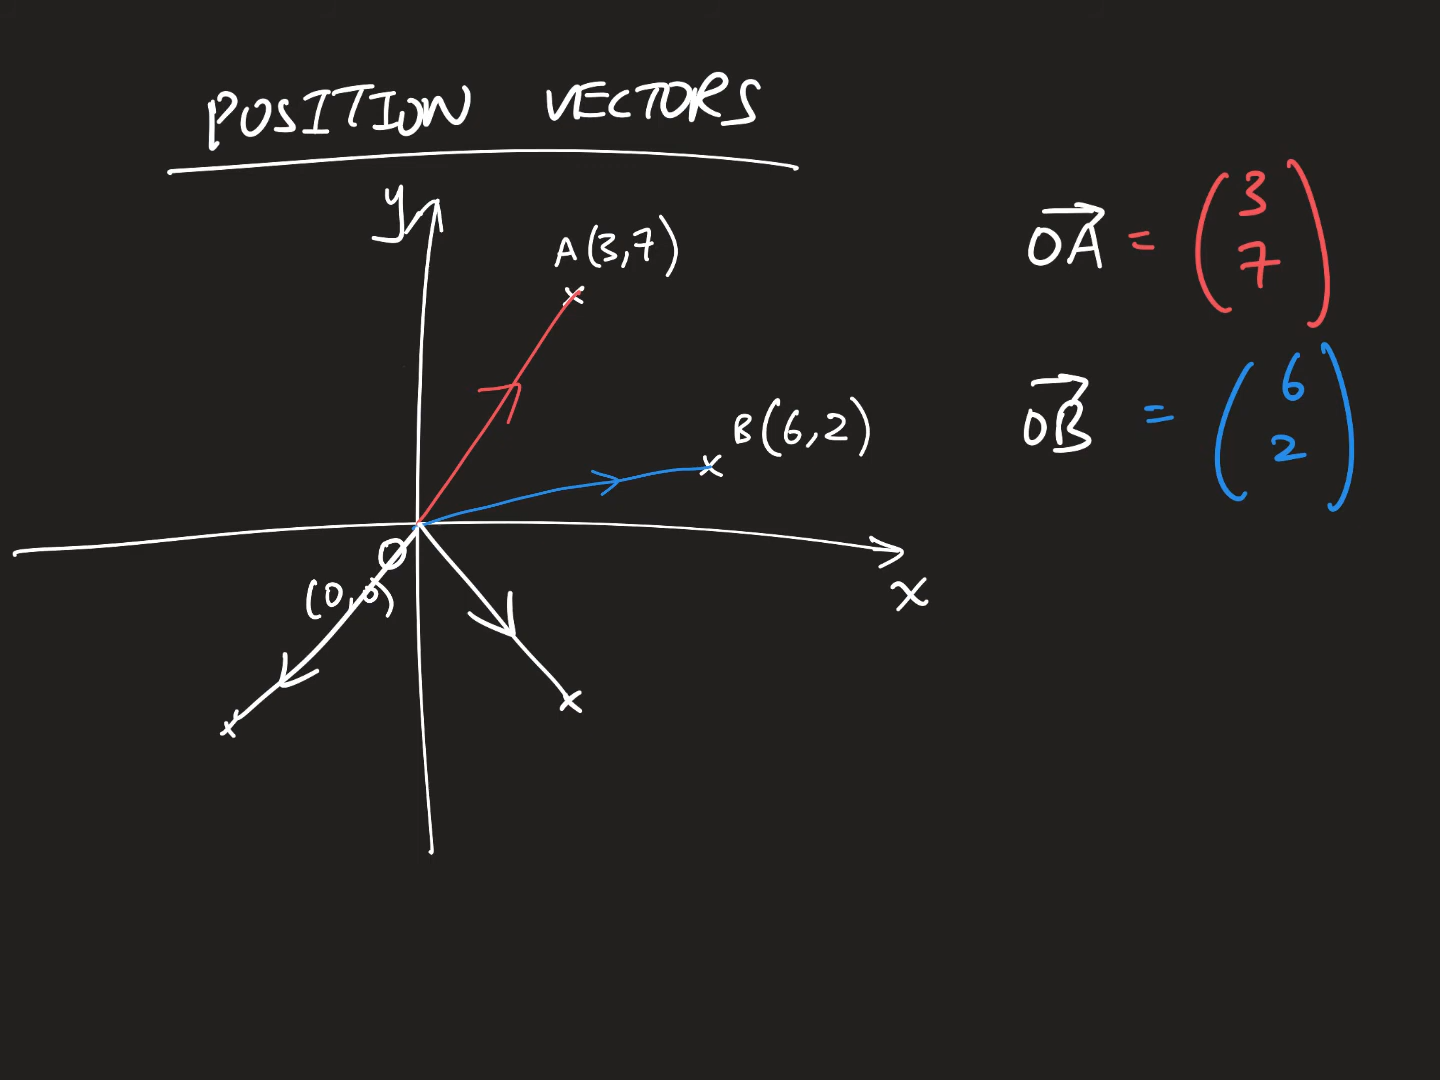 POSITION VECTORS
y
A(3,7)
OA = (3
7)
B(6,2)
OB = (6
2)
O
(0,0)
x